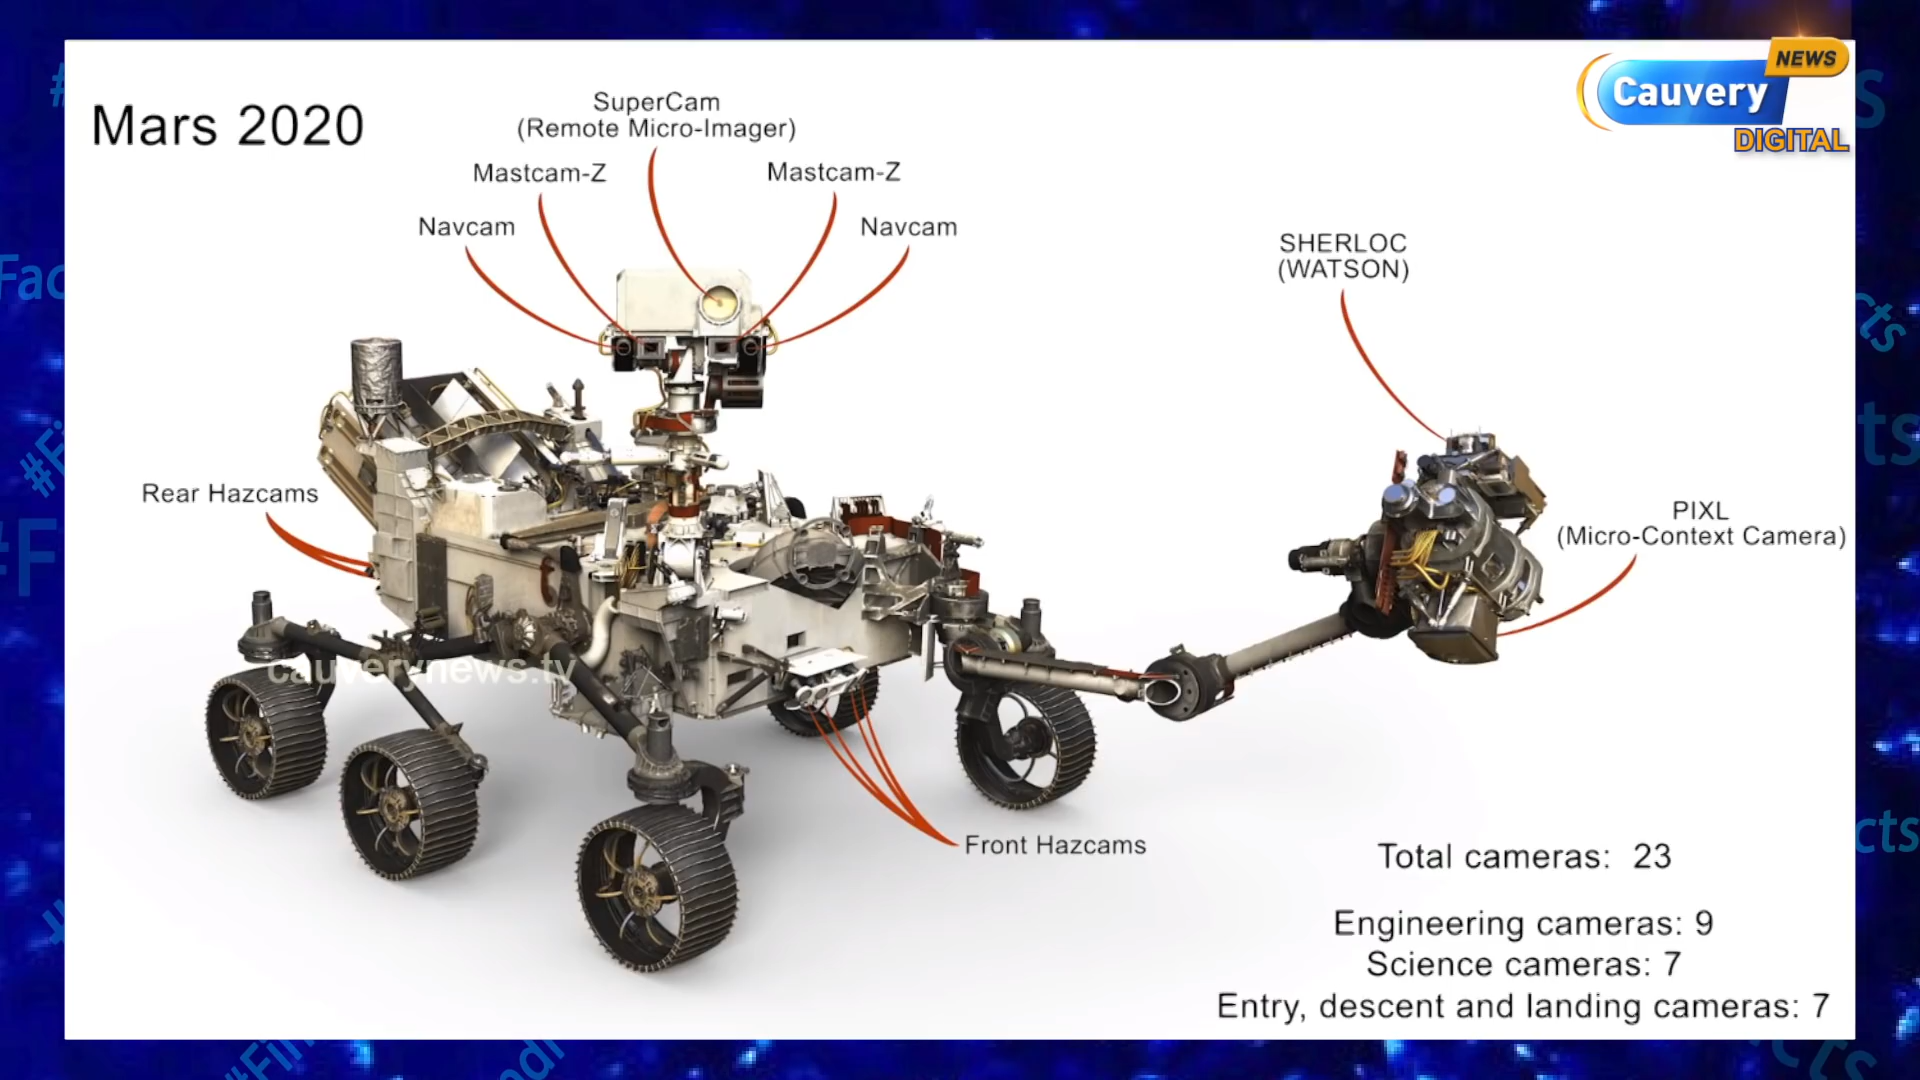 Mars 2020
SuperCam
(Remote Micro-Imager)
Mastcam-Z
Mastcam-Z
Navcam
Navcam
SHERLOC
(WATSON)
Rear Hazcams
PIXL
(Micro-Context Camera)
Front Hazcams
Total cameras: 23
Engineering cameras: 9
Science cameras: 7
Entry, descent and landing cameras: 7
cauverynews.tv
Cauvery
NEWS
DIGITAL